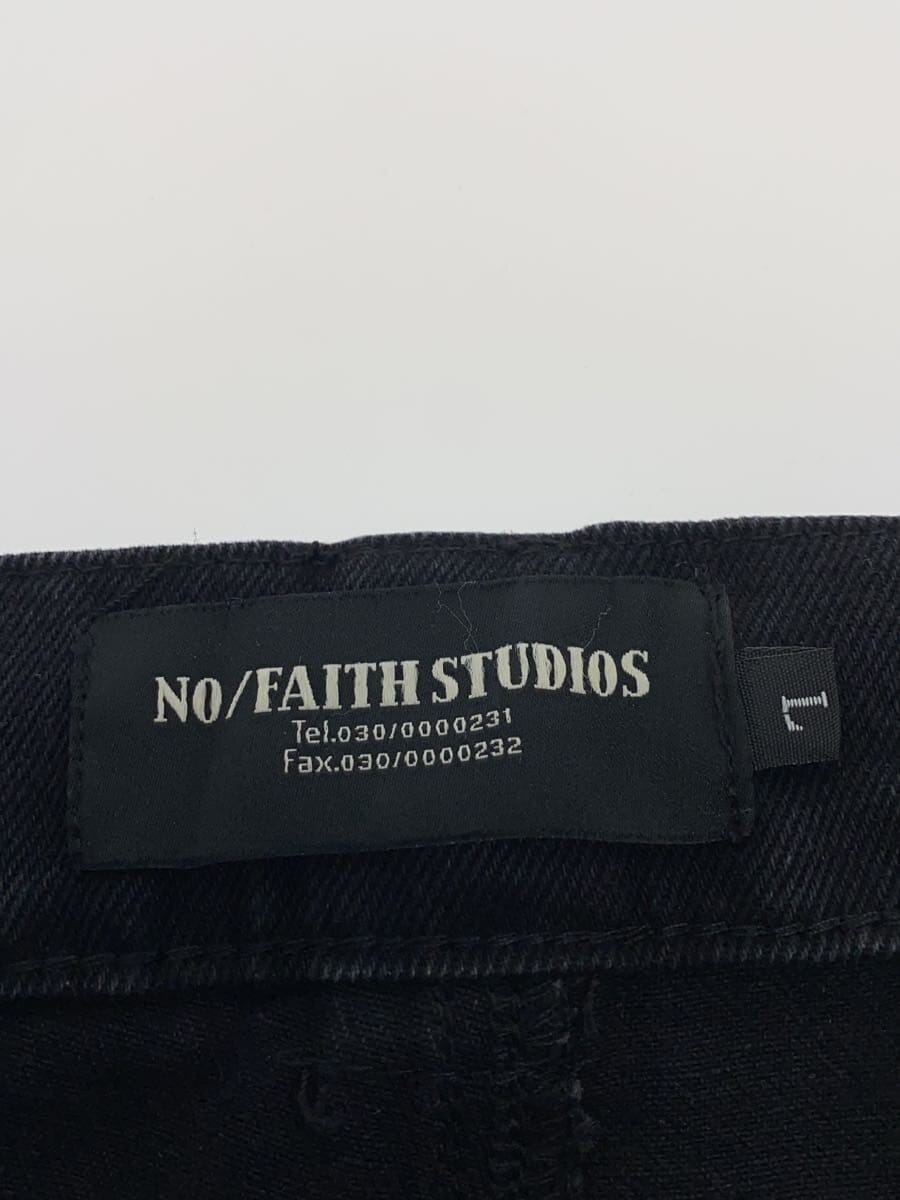 NO/FAITH STUDIOS
Tel.030/0000231
Fax.030/0000232
L